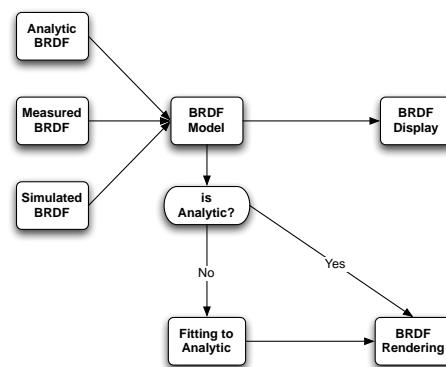 Analytic
BRDF
Measured
BRDF
BRDF
Model
BRDF
Display
Simulated
BRDF
is
Analytic?
No
Yes
Fitting to
Analytic
BRDF
Rendering